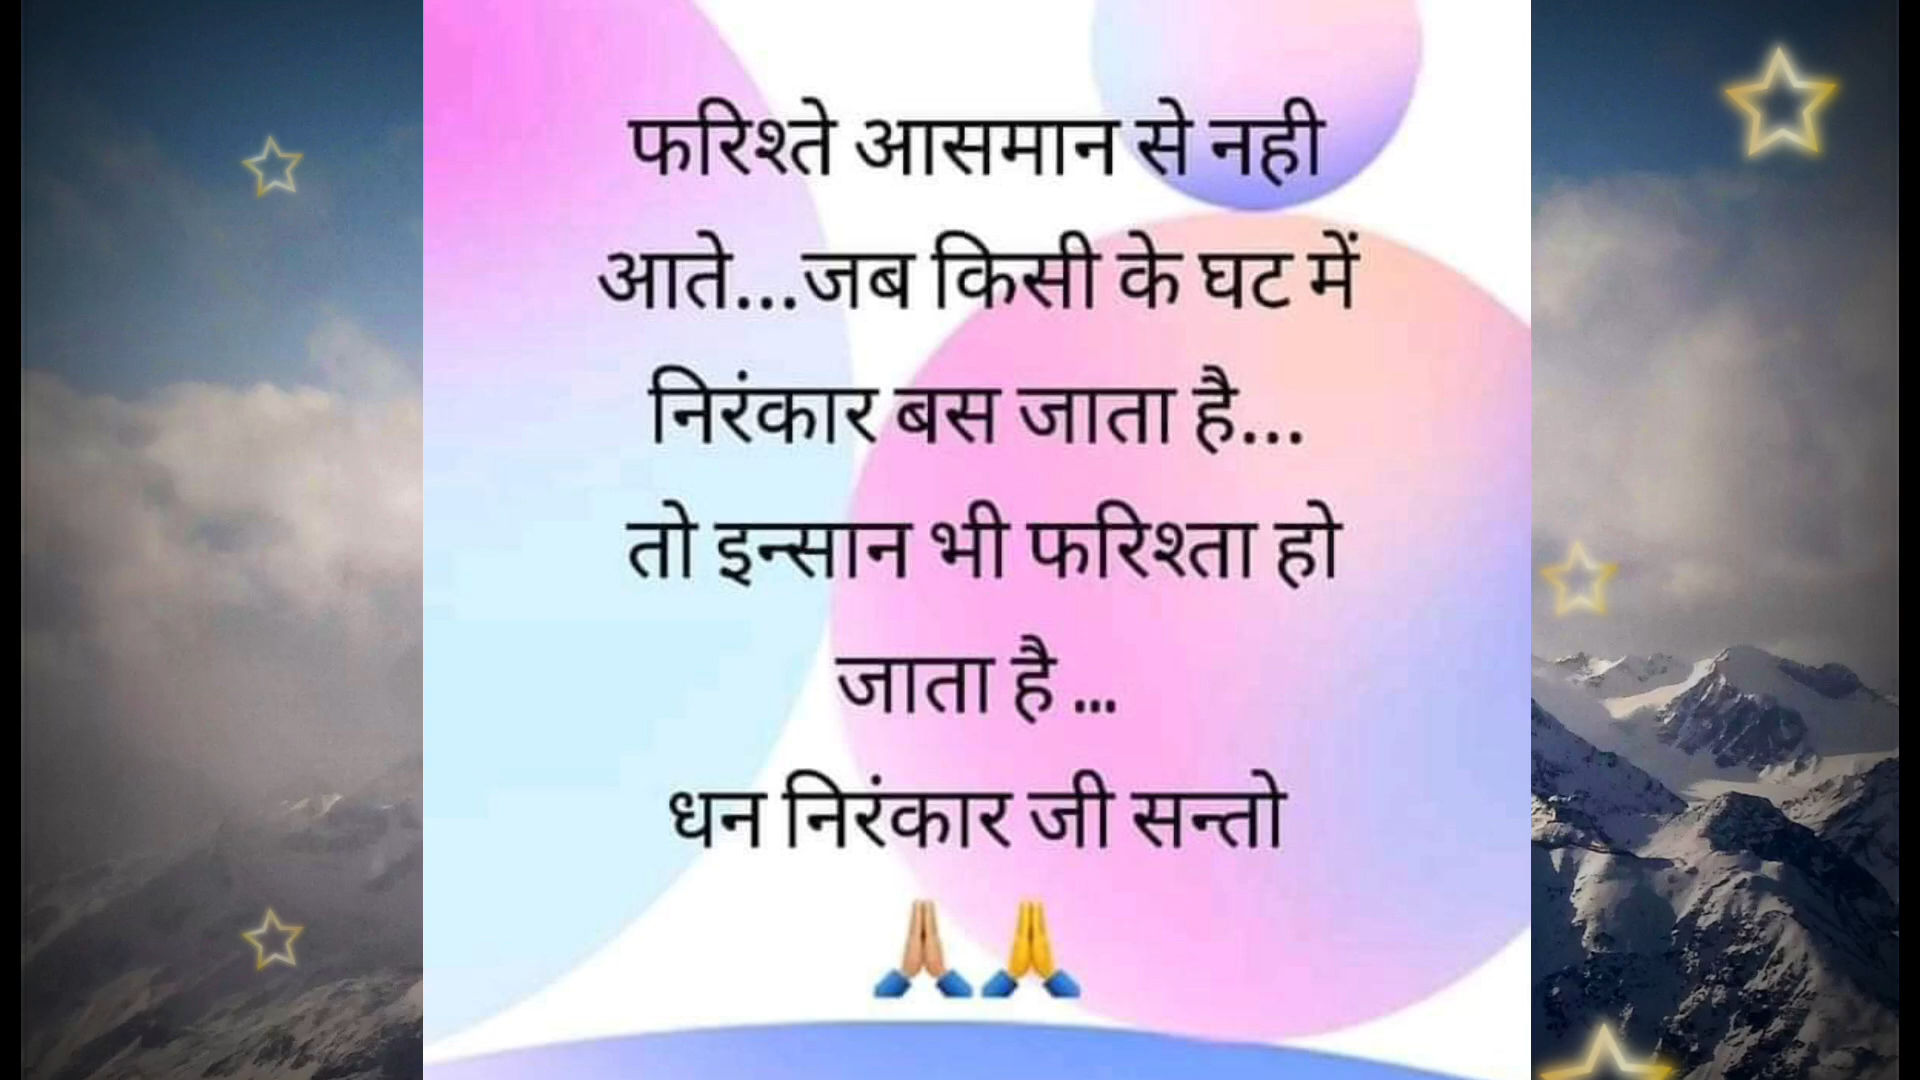 फरिश्ते आसमान से नही
आते...जब किसी के घट में
निरंकार बस जाता है...
तो इन्सान भी फरिश्ता हो
जाता है ...
धन निरंकार जी सन्तो